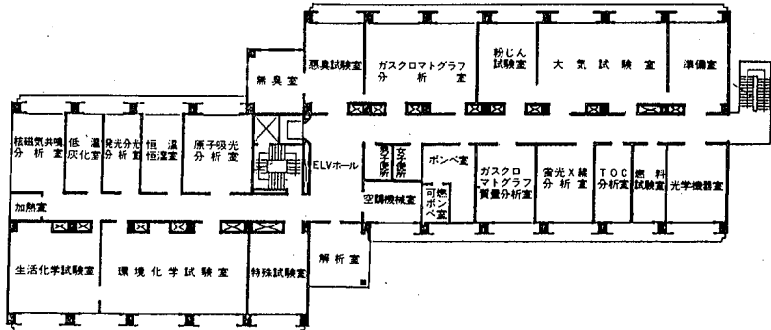 悪臭試験室
ガスクロマトグラフ
分析室
粉じん
試験室
大気試験室
準備室
無臭室
核磁気共鳴
分析室
低温
灰化室
発光分光
分析室
恒温
恒湿室
原子吸光
分析室
ELVホール
男子便所
女子便所
ボンベ室
ガスクロ
マトグラフ
質量分析室
蛍光X線
分析室
TOC
分析室
燃料
試験室
光学機器室
加熱室
空調機械室
可燃
ボン
ベ室
生活化学試験室
環境化学試験室
特殊試験室
解析室